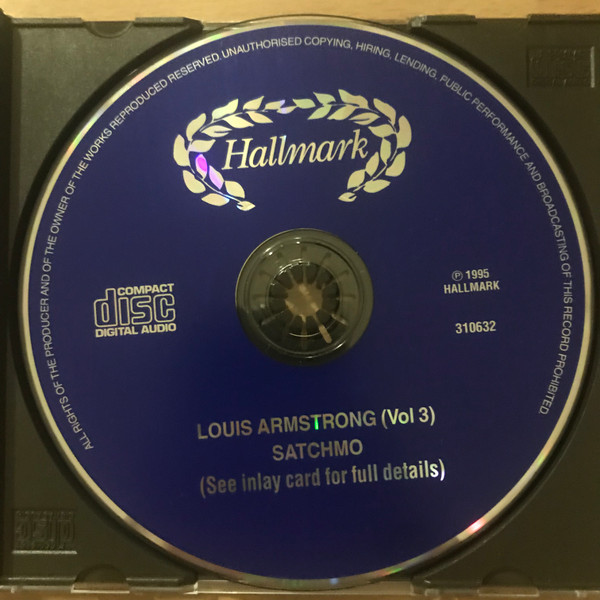 ALL RIGHTS OF THE PRODUCER AND OF THE OWNER OF THE WORKS REPRODUCED RESERVED. UNAUTHORISED COPYING, HIRING, LENDING, PUBLIC PERFORMANCE AND BROADCASTING OF THIS RECORD PROHIBITED.
Hallmark
COMPACT
disc
DIGITAL AUDIO
℗ 1995
HALLMARK
310632
LOUIS ARMSTRONG (Vol 3)
SATCHMO
(See inlay card for full details)